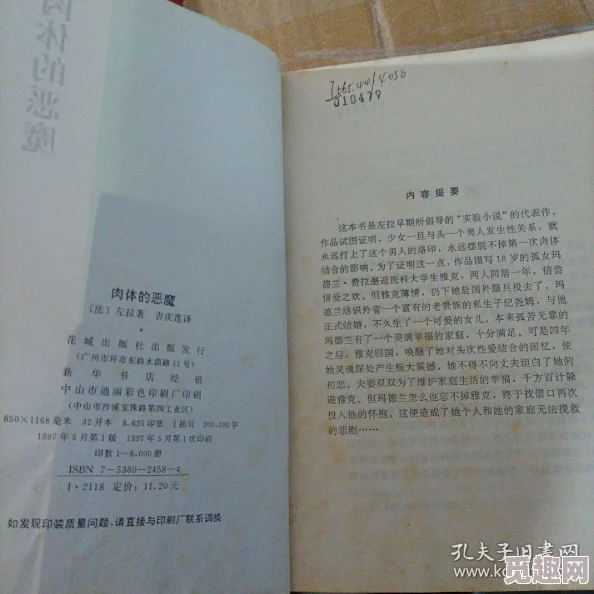 肉体的恶魔
肉体的恶魔
〔法〕左拉著 吉庆莲译
花城出版社出版发行
(广州市环市东路水荫路11号)
新华书店经销
中山市迪丽彩色印刷厂印刷
(中山市沙溪宝珠路第四工业区)
850×1168毫米 32开本 8.625印张 1插页 200,000字
1997年5月第1版 1997年5月第1次印刷
印数1—8,000册
ISBN 7-5360-2458-4
I·2118 定价:11.20元
如发现印装质量问题,请直接与印刷厂联系调换
I565.44/4050
010479
内容提要
这本书是左拉早期所倡导的“实验小说”的代表作,
作品试图证明,少女一旦与头一个男人发生性关系,就
永远打上了这个男人的烙印,永远摆脱不掉第一次肉体
结合的影响。为了证明这一点,作品描写18岁的孤女玛
德兰·费拉邂逅医科大学生雅克,两人同居一年,倍尝
情爱之欢。但雅克薄情,扔下她赴国外服兵役去了。玛
德兰结识外省一个富有的老贵族的私生子纪尧姆,与他
正式结婚,不久生了一个可爱的女儿,本来孤苦无靠的
玛德兰有了一个美满幸福的家庭,十分满足。可是四年
之后,雅克回国,唤醒了她对头次性爱结合的回忆,使
她灵魂深处产生极大震撼。她不得不向丈夫坦白了她的
初恋。夫妻双双为了维护家庭生活的幸福,千方百计躲
避雅克。但玛德兰怎么也忘不掉雅克,终于找借口再次
投入他的怀抱,这便造成了她个人和她的家庭无法挽救
的悲剧……
孔夫子旧书网
觅趣网